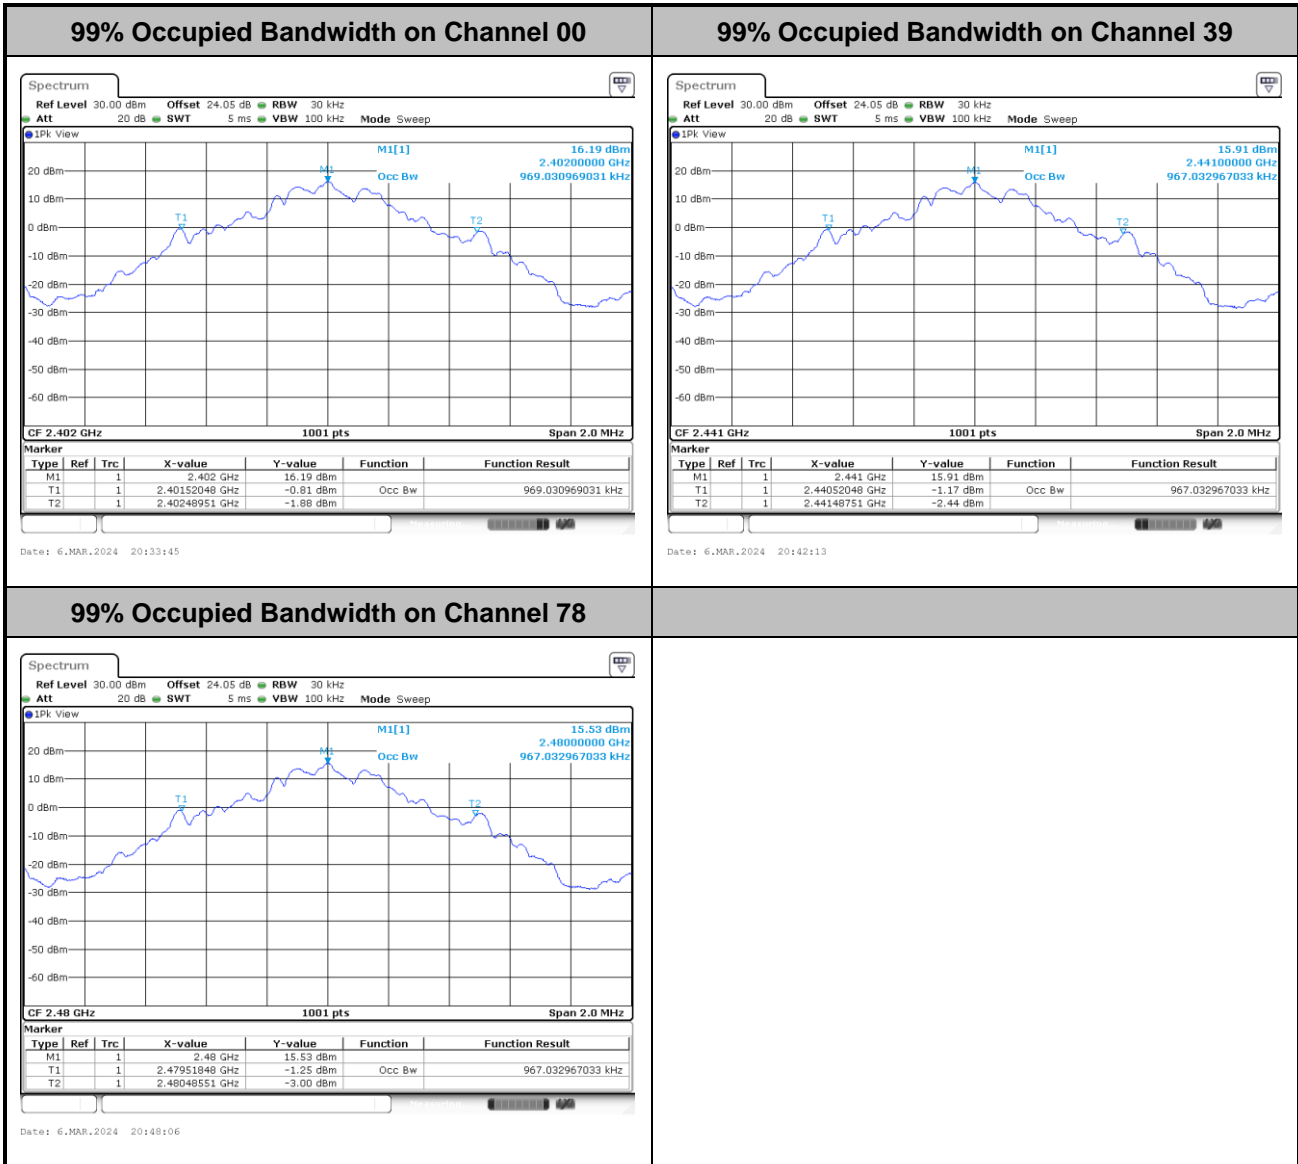 99% Occupied Bandwidth on Channel 00
Spectrum
Ref Level 30.00 dBm Offset 24.05 dB RBW 30 kHz
Att 20 dB SWT 5 ms VBW 100 kHz Mode Sweep
1Pk View
M1[1] 16.19 dBm
2.40200000 GHz
Occ Bw 969.030969031 kHz
M1
T1
T2
20 dBm
10 dBm
0 dBm
-10 dBm
-20 dBm
-30 dBm
-40 dBm
-50 dBm
-60 dBm
CF 2.402 GHz 1001 pts Span 2.0 MHz
Marker
Type Ref Trc X-value Y-value Function Function Result
M1 1 2.402 GHz 16.19 dBm
T1 1 2.40152048 GHz -0.81 dBm Occ Bw 969.030969031 kHz
T2 1 2.40248951 GHz -1.88 dBm
Date: 6.MAR.2024 20:33:45
99% Occupied Bandwidth on Channel 39
Spectrum
Ref Level 30.00 dBm Offset 24.05 dB RBW 30 kHz
Att 20 dB SWT 5 ms VBW 100 kHz Mode Sweep
1Pk View
M1[1] 15.91 dBm
2.44100000 GHz
Occ Bw 967.032967033 kHz
M1
T1
T2
20 dBm
10 dBm
0 dBm
-10 dBm
-20 dBm
-30 dBm
-40 dBm
-50 dBm
-60 dBm
CF 2.441 GHz 1001 pts Span 2.0 MHz
Marker
Type Ref Trc X-value Y-value Function Function Result
M1 1 2.441 GHz 15.91 dBm
T1 1 2.44052048 GHz -1.17 dBm Occ Bw 967.032967033 kHz
T2 1 2.44148751 GHz -2.44 dBm
Date: 6.MAR.2024 20:42:13
99% Occupied Bandwidth on Channel 78
Spectrum
Ref Level 30.00 dBm Offset 24.05 dB RBW 30 kHz
Att 20 dB SWT 5 ms VBW 100 kHz Mode Sweep
1Pk View
M1[1] 15.53 dBm
2.48000000 GHz
Occ Bw 967.032967033 kHz
M1
T1
T2
20 dBm
10 dBm
0 dBm
-10 dBm
-20 dBm
-30 dBm
-40 dBm
-50 dBm
-60 dBm
CF 2.48 GHz 1001 pts Span 2.0 MHz
Marker
Type Ref Trc X-value Y-value Function Function Result
M1 1 2.48 GHz 15.53 dBm
T1 1 2.47951848 GHz -1.25 dBm Occ Bw 967.032967033 kHz
T2 1 2.48048551 GHz -3.00 dBm
Date: 6.MAR.2024 20:48:06